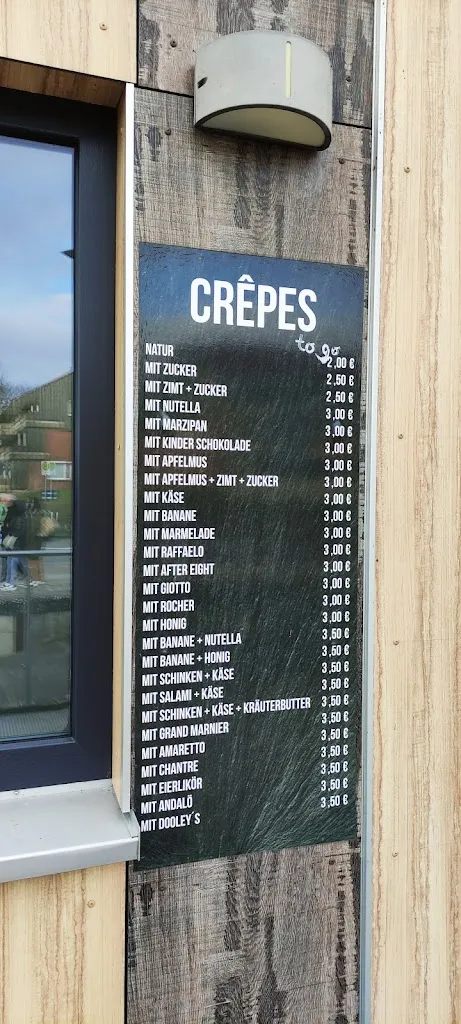 CRÊPES
to go
NATUR 2,00 €
MIT ZUCKER 2,50 €
MIT ZIMT + ZUCKER 2,50 €
MIT NUTELLA 3,00 €
MIT MARZIPAN 3,00 €
MIT KINDER SCHOKOLADE 3,00 €
MIT APFELMUS 3,00 €
MIT APFELMUS + ZIMT + ZUCKER 3,00 €
MIT KÄSE 3,00 €
MIT BANANE 3,00 €
MIT MARMELADE 3,00 €
MIT RAFFAELO 3,00 €
MIT AFTER EIGHT 3,00 €
MIT GIOTTO 3,00 €
MIT ROCHER 3,00 €
MIT HONIG 3,00 €
MIT BANANE + NUTELLA 3,50 €
MIT BANANE + HONIG 3,50 €
MIT SCHINKEN + KÄSE 3,50 €
MIT SALAMI + KÄSE 3,50 €
MIT SCHINKEN + KÄSE + KRÄUTERBUTTER 3,50 €
MIT GRAND MARNIER 3,50 €
MIT AMARETTO 3,50 €
MIT CHANTRE 3,50 €
MIT EIERLIKÖR 3,50 €
MIT ANDALÖ 3,50 €
MIT DOOLEY´S 3,50 €